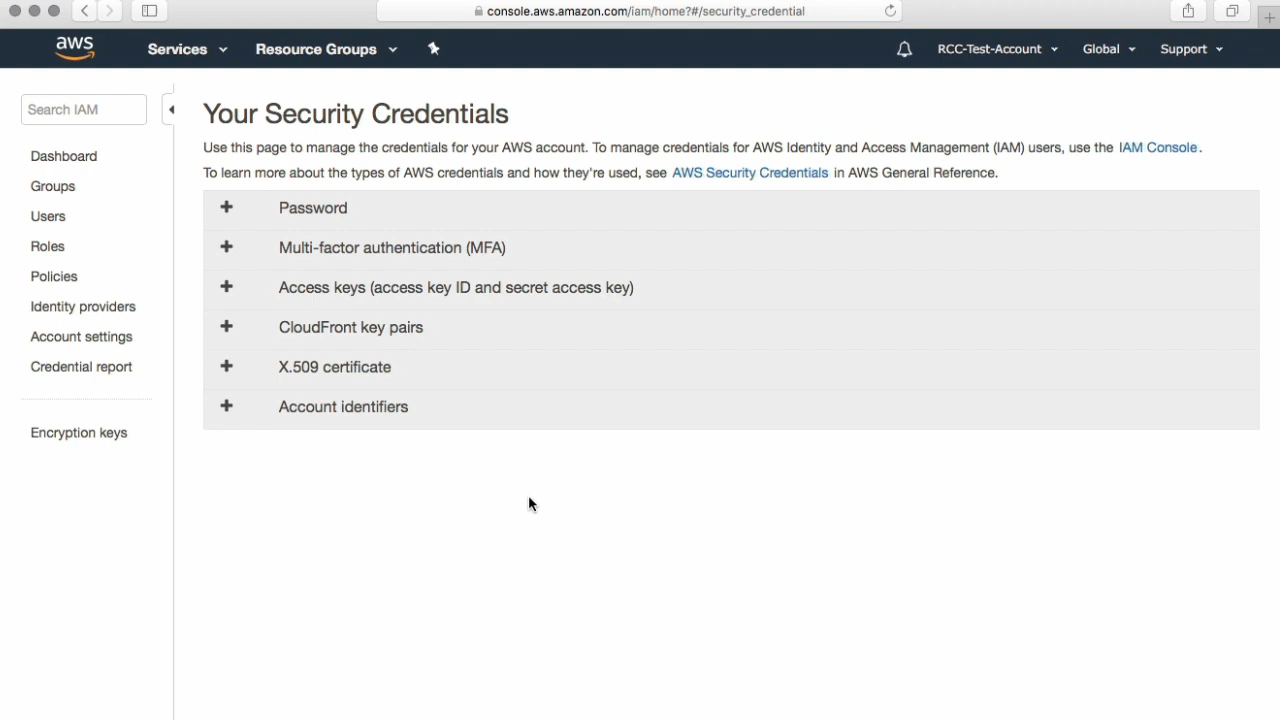 console.aws.amazon.com/iam/home?#/security_credential
aws
Services
Resource Groups
RCC-Test-Account
Global
Support
Search IAM
Dashboard
Groups
Users
Roles
Policies
Identity providers
Account settings
Credential report
Encryption keys
Your Security Credentials
Use this page to manage the credentials for your AWS account. To manage credentials for AWS Identity and Access Management (IAM) users, use the IAM Console.
To learn more about the types of AWS credentials and how they're used, see AWS Security Credentials in AWS General Reference.
Password
Multi-factor authentication (MFA)
Access keys (access key ID and secret access key)
CloudFront key pairs
X.509 certificate
Account identifiers